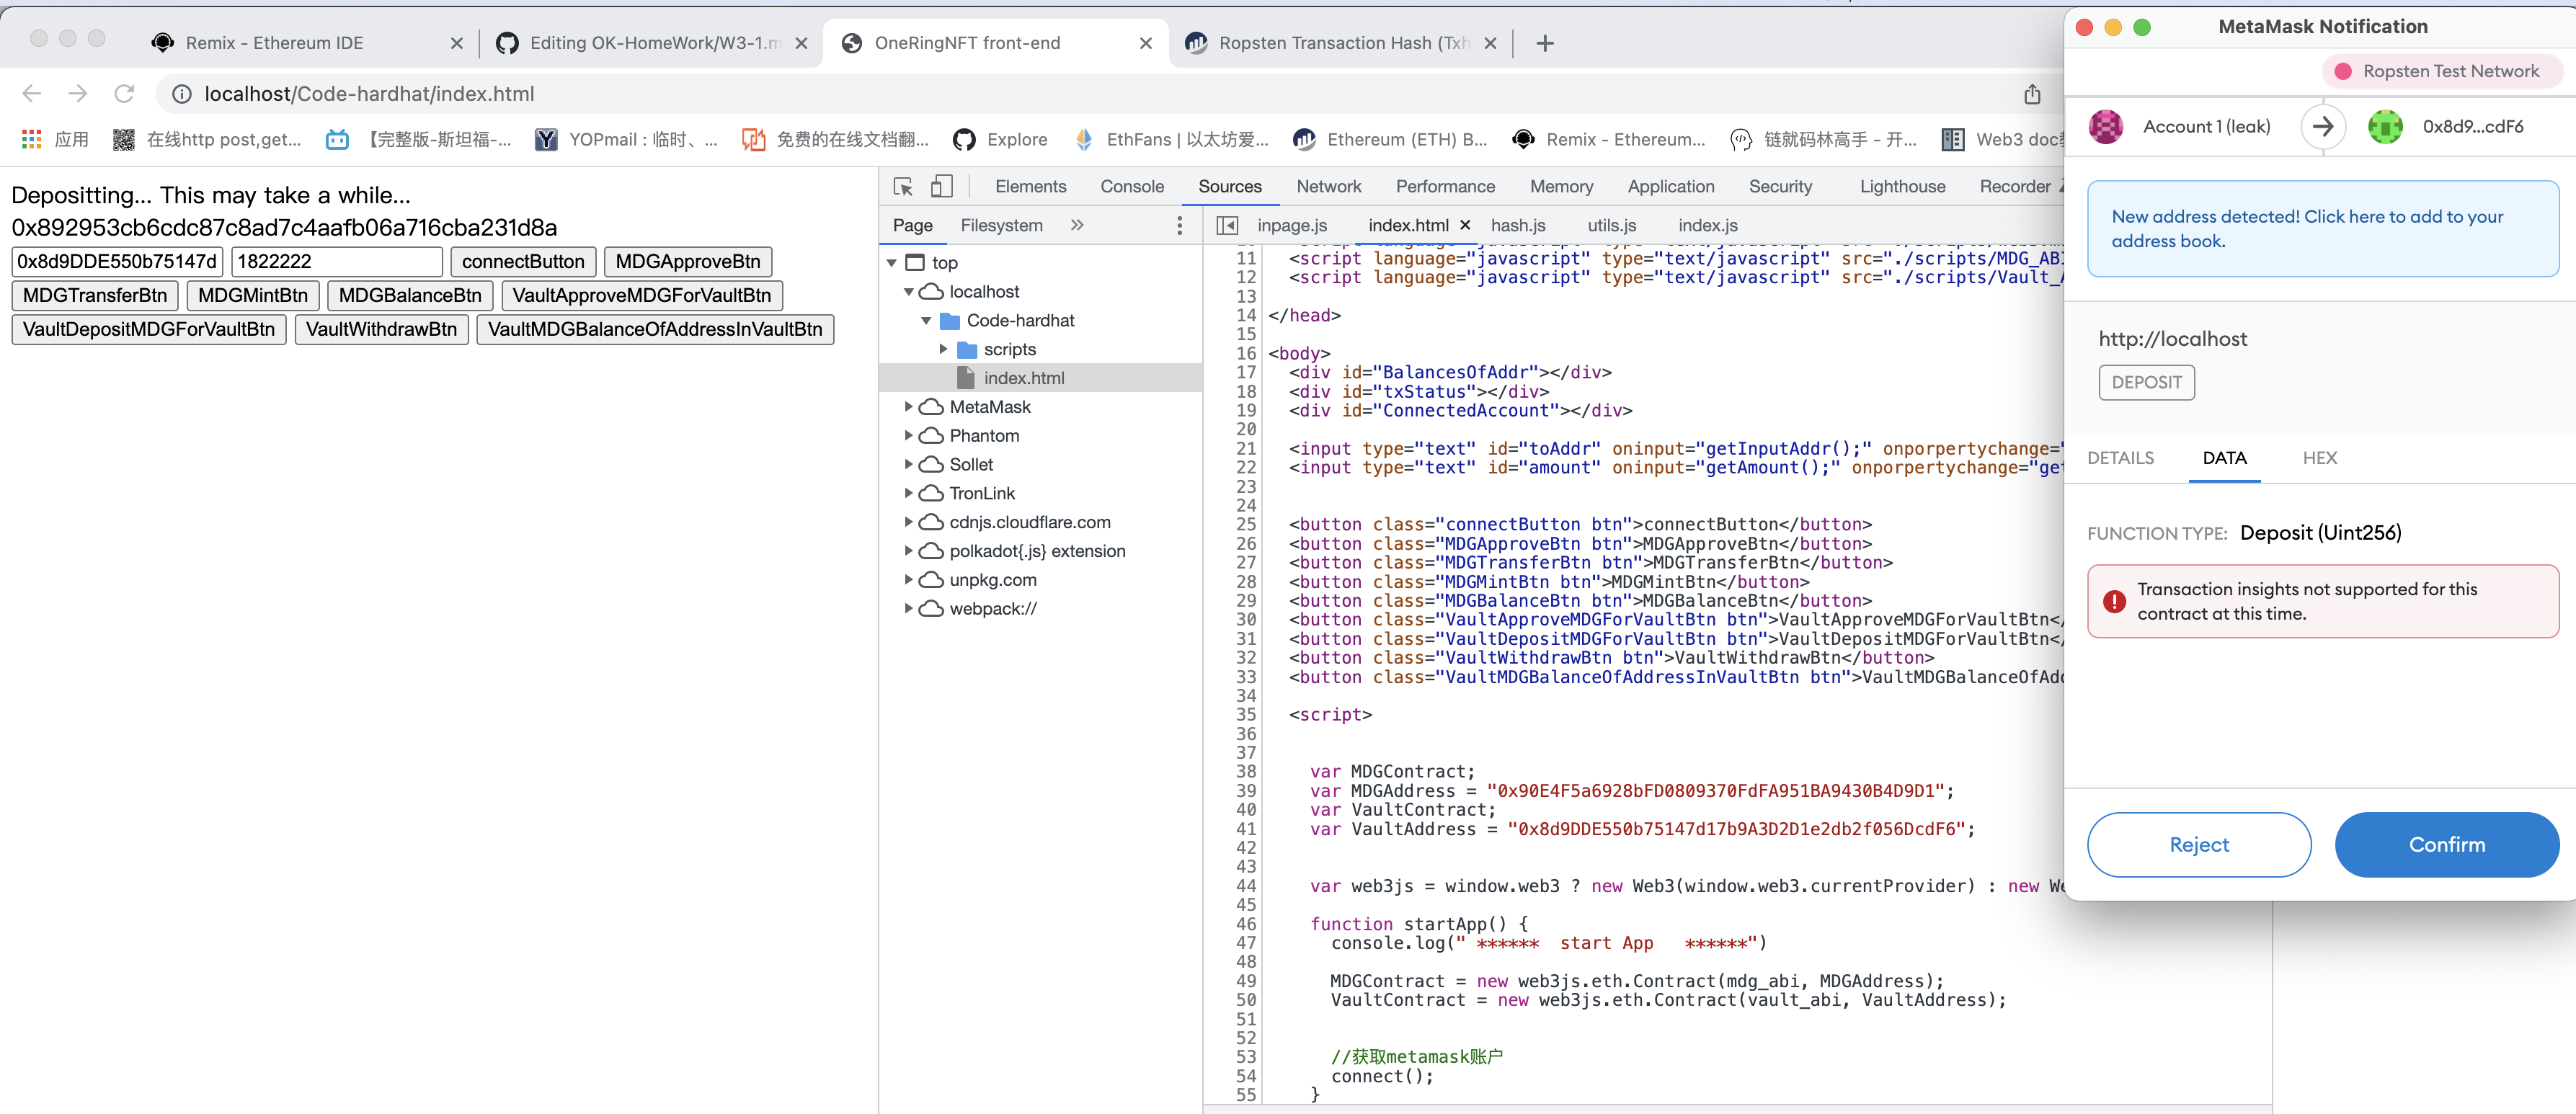 Remix - Ethereum IDE
Editing OK-HomeWork/W3-1.m
OneRingNFT front-end
Ropsten Transaction Hash (Txh
localhost/Code-hardhat/index.html
应用
在线http post,get...
【完整版-斯坦福-...
YOPmail : 临时、...
免费的在线文档翻...
Explore
EthFans | 以太坊爱...
Ethereum (ETH) B...
Remix - Ethereum...
链就码林高手 - 开...
Web3 doc
Depositting... This may take a while...
0x892953cb6cdc87c8ad7c4aafb06a716cba231d8a
0x8d9DDE550b75147d 1822222 connectButton MDGApproveBtn
MDGTransferBtn MDGMintBtn MDGBalanceBtn VaultApproveMDGForVaultBtn
VaultDepositMDGForVaultBtn VaultWithdrawBtn VaultMDGBalanceOfAddressInVaultBtn
Elements Console Sources Network Performance Memory Application Security Lighthouse Recorder
Page Filesystem
top
localhost
Code-hardhat
scripts
index.html
MetaMask
Phantom
Sollet
TronLink
cdnjs.cloudflare.com
polkadot{.js} extension
unpkg.com
webpack://
inpage.js index.html hash.js utils.js index.js
11 <script language="javascript" type="text/javascript" src="./scripts/MDG_AB
12 <script language="javascript" type="text/javascript" src="./scripts/Vault_
13
14 </head>
15
16 <body>
17 <div id="BalancesOfAddr"></div>
18 <div id="txStatus"></div>
19 <div id="ConnectedAccount"></div>
20
21 <input type="text" id="toAddr" oninput="getInputAddr();" onporpertychange=
22 <input type="text" id="amount" oninput="getAmount();" onporpertychange="ge
23
24
25 <button class="connectButton btn">connectButton</button>
26 <button class="MDGApproveBtn btn">MDGApproveBtn</button>
27 <button class="MDGTransferBtn btn">MDGTransferBtn</button>
28 <button class="MDGMintBtn btn">MDGMintBtn</button>
29 <button class="MDGBalanceBtn btn">MDGBalanceBtn</button>
30 <button class="VaultApproveMDGForVaultBtn btn">VaultApproveMDGForVaultBtn<
31 <button class="VaultDepositMDGForVaultBtn btn">VaultDepositMDGForVaultBtn<
32 <button class="VaultWithdrawBtn btn">VaultWithdrawBtn</button>
33 <button class="VaultMDGBalanceOfAddressInVaultBtn btn">VaultMDGBalanceOfAd
34
35 <script>
36
37
38 var MDGContract;
39 var MDGAddress = "0x90E4F5a6928bFD0809370FdFA951BA9430B4D9D1";
40 var VaultContract;
41 var VaultAddress = "0x8d9DDE550b75147d17b9A3D2D1e2db2f056DcdF6";
42
43
44 var web3js = window.web3 ? new Web3(window.web3.currentProvider) : new We
45
46 function startApp() {
47 console.log(" ****** start App ******")
48
49 MDGContract = new web3js.eth.Contract(mdg_abi, MDGAddress);
50 VaultContract = new web3js.eth.Contract(vault_abi, VaultAddress);
51
52
53 //获取metamask账户
54 connect();
55 }
MetaMask Notification
Ropsten Test Network
Account 1 (leak)
0x8d9...cdF6
New address detected! Click here to add to your
address book.
http://localhost
DEPOSIT
DETAILS DATA HEX
FUNCTION TYPE: Deposit (Uint256)
Transaction insights not supported for this
contract at this time.
Reject Confirm